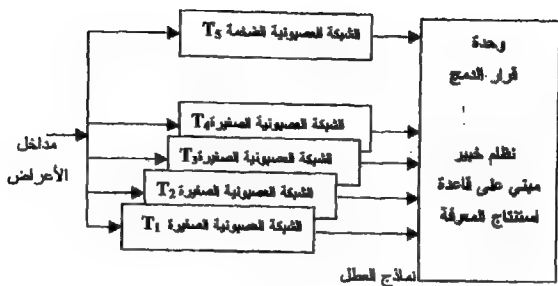 الشبكة العصبونية الضخمة T5
الشبكة العصبونية الصغيرة T4
الشبكة العصبونية الصغيرة T3
الشبكة العصبونية الصغيرة T2
الشبكة العصبونية الصغيرة T1
مداخل
الأعراض
وحدة
قرار الدمج
نظام خبير
مبني على قاعدة
استنتاج المعرفة
نماذج العطل